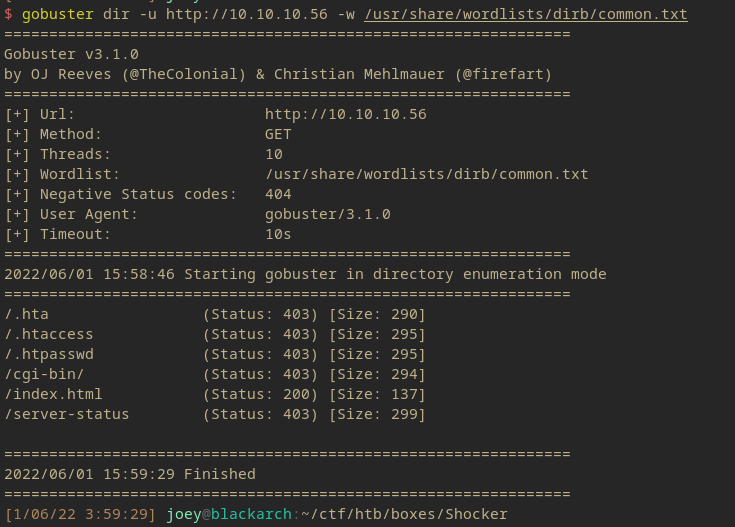 $ gobuster dir -u http://10.10.10.56 -w /usr/share/wordlists/dirb/common.txt
===============================================================
Gobuster v3.1.0
by OJ Reeves (@TheColonial) & Christian Mehlmauer (@firefart)
===============================================================
[+] Url:                     http://10.10.10.56
[+] Method:                  GET
[+] Threads:                 10
[+] Wordlist:                /usr/share/wordlists/dirb/common.txt
[+] Negative Status codes:   404
[+] User Agent:              gobuster/3.1.0
[+] Timeout:                 10s
===============================================================
2022/06/01 15:58:46 Starting gobuster in directory enumeration mode
===============================================================
/.hta                 (Status: 403) [Size: 290]
/.htaccess            (Status: 403) [Size: 295]
/.htpasswd            (Status: 403) [Size: 295]
/cgi-bin/             (Status: 403) [Size: 294]
/index.html           (Status: 200) [Size: 137]
/server-status        (Status: 403) [Size: 299]
===============================================================
2022/06/01 15:59:29 Finished
===============================================================
[1/06/22 3:59:29] joey@blackarch:~/ctf/htb/boxes/Shocker